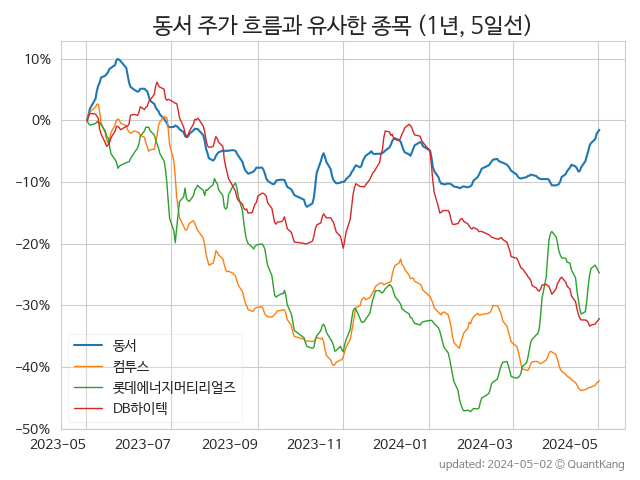 동서 주가 흐름과 유사한 종목 (1년, 5일선)
10%
0%
−10%
−20%
−30%
−40%
−50%
동서
컴투스
롯데에너지머티리얼즈
DB하이텍
2023-05 2023-07 2023-09 2023-11 2024-01 2024-03 2024-05
updated: 2024-05-02 © QuantKang